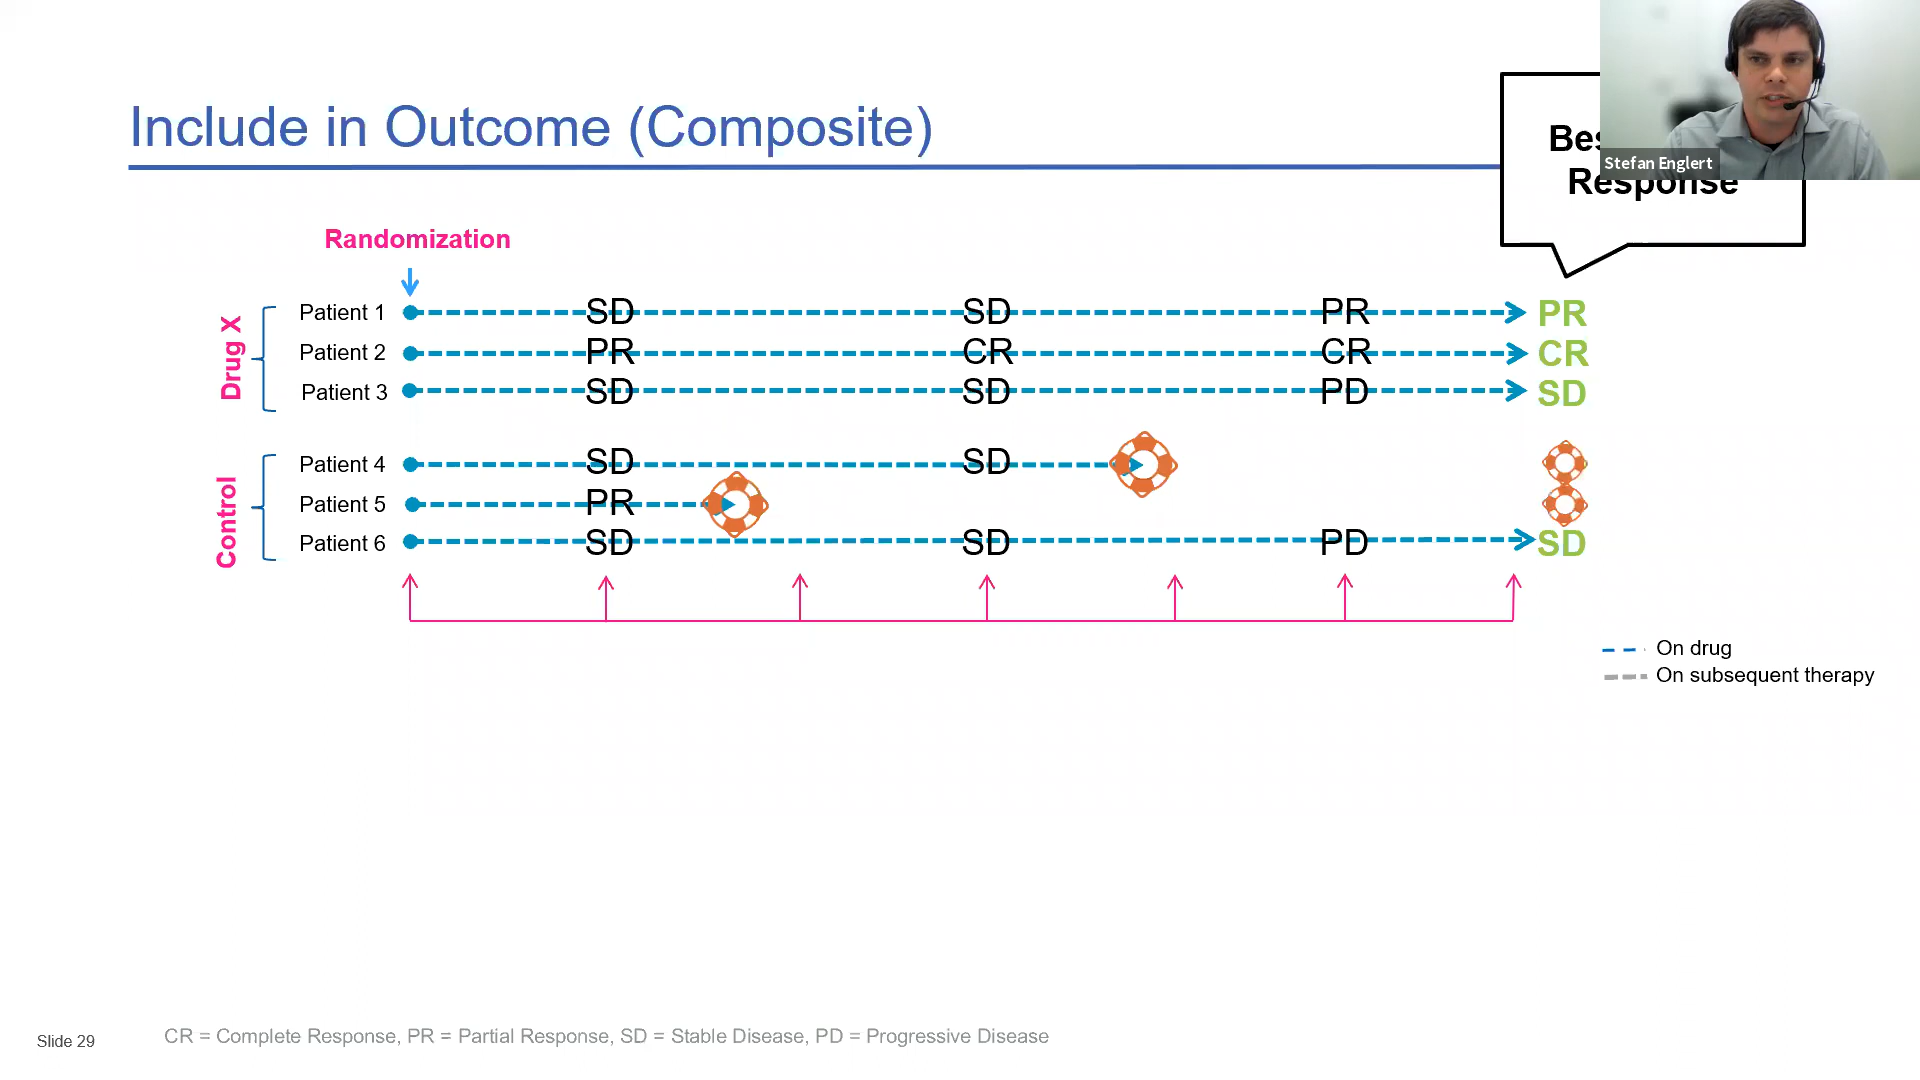 Include in Outcome (Composite)
Stefan Englert
Response
Randomization
Drug X
Patient 1 SD SD PR PR
Patient 2 PR CR CR CR
Patient 3 SD SD PD SD
Control
Patient 4 SD SD
Patient 5 PR
Patient 6 SD SD PD SD
On drug
On subsequent therapy
Slide 29
CR = Complete Response, PR = Partial Response, SD = Stable Disease, PD = Progressive Disease